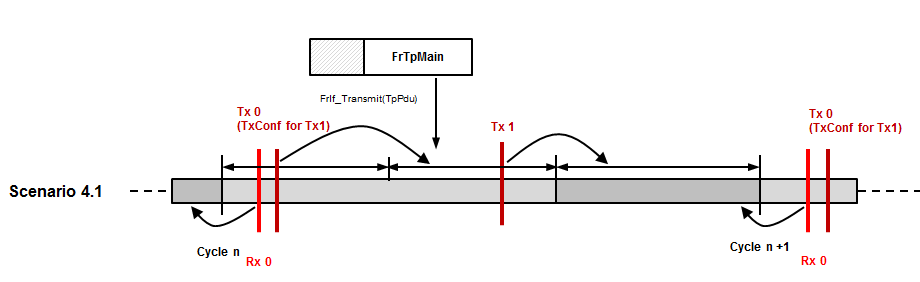 FrTpMain
FrIf_Transmit(TpPdu)
Tx 0
(TxConf for Tx1)
Tx 1
Tx 0
(TxConf for Tx1)
Scenario 4.1
Cycle n
Rx 0
Cycle n +1
Rx 0